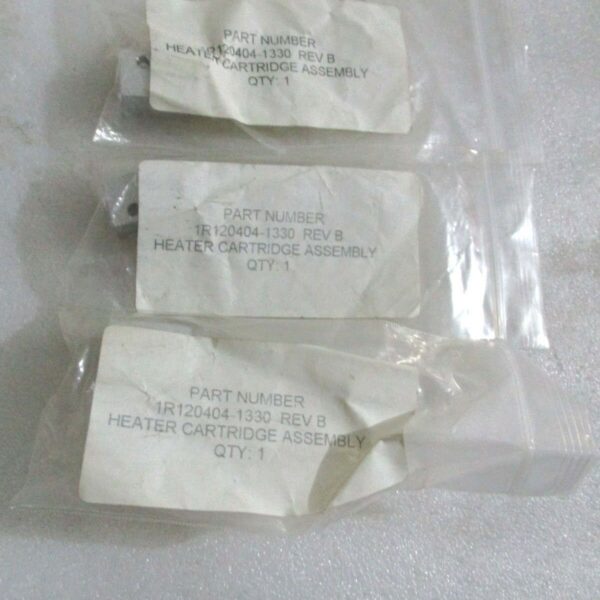 PART NUMBER
1R120404-1330 REV B
HEATER CARTRIDGE ASSEMBLY
QTY: 1
PART NUMBER
1R120404-1330 REV B
HEATER CARTRIDGE ASSEMBLY
QTY: 1
PART NUMBER
1R120404-1330 REV B
HEATER CARTRIDGE ASSEMBLY
QTY: 1